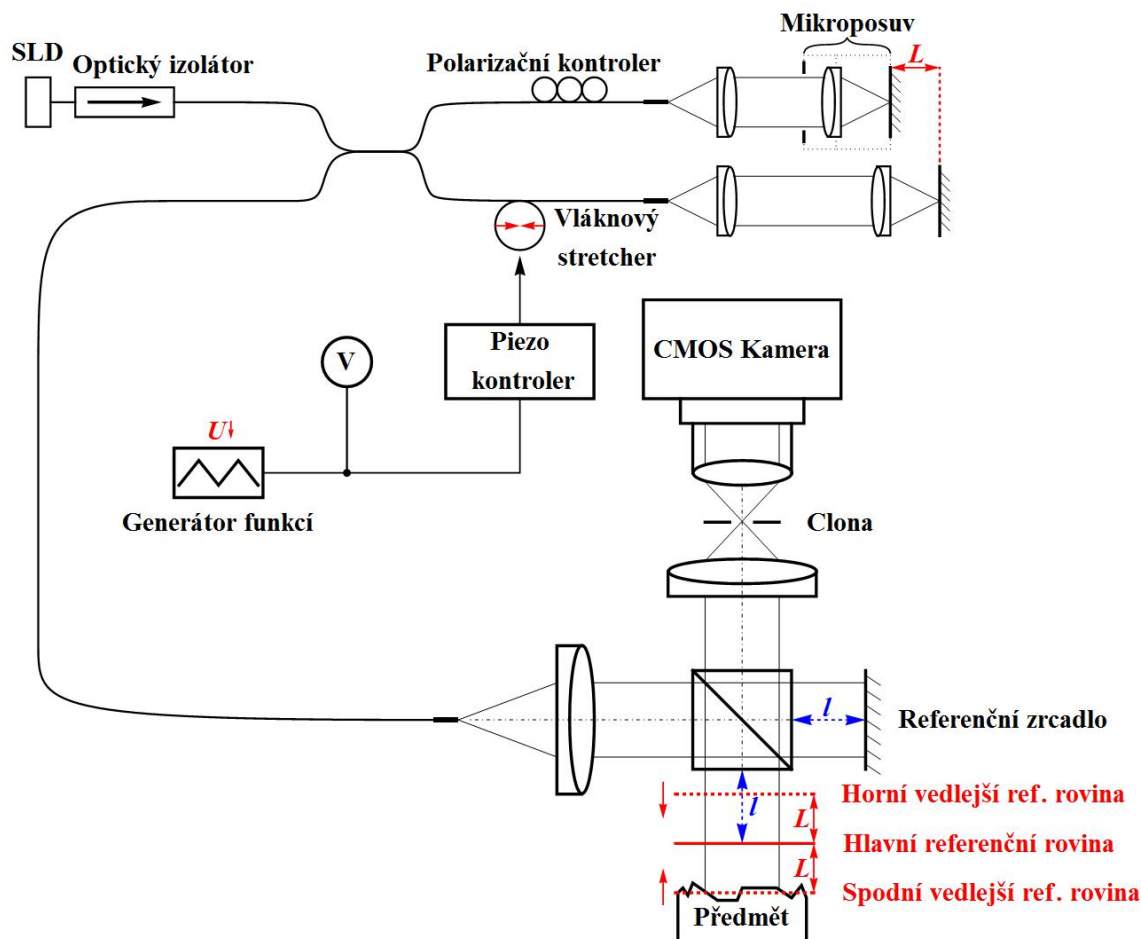 SLD
Optický izolátor
Polarizační kontroler
Mikroposuv
L
Vláknový
stretcher
V
Piezo
kontroler
CMOS Kamera
U
Generátor funkcí
Clona
l
Referenční zrcadlo
l
Horní vedlejší ref. rovina
L
Hlavní referenční rovina
L
Spodní vedlejší ref. rovina
Předmět